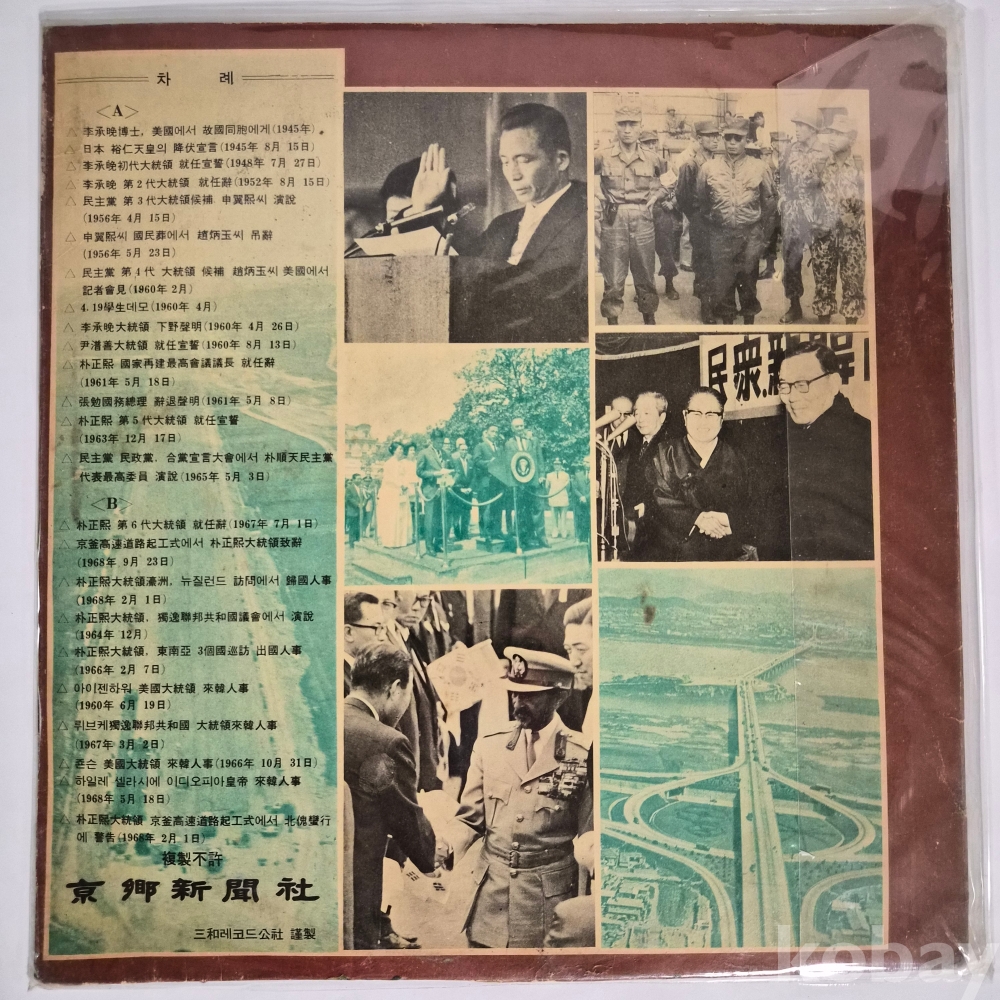 차 례
<A>
△ 李承晩博士, 美國에서 故國同胞에게(1945年)
△ 日本 裕仁天皇의 降伏宣言(1945年 8月 15日)
△ 李承晩初代大統領 就任宣誓(1948年 7月 27日)
△ 李承晩 第2代大統領 就任辭(1952年 8月 15日)
△ 民主黨 第3代大統領候補 申翼熙씨 演說
(1956年 4月 15日)
△ 申翼熙씨 國民葬에서 趙炳玉씨 吊辭
(1956年 5月 23日)
△ 民主黨 第4代 大統領 候補 趙炳玉씨 美國에서
記者會見(1960年 2月)
△ 4.19學生데모(1960年 4月)
△ 李承晩大統領 下野聲明(1960年 4月 26日)
△ 尹潽善大統領 就任宣誓(1960年 8月 13日)
△ 朴正熙 國家再建最高會議議長 就任辭
(1961年 5月 18日)
△ 張勉國務總理 辭退聲明(1961年 5月 8日)
△ 朴正熙 第5代大統領 就任宣誓
(1963年 12月 17日)
△ 民主黨 民政黨, 合黨宣言大會에서 朴順天民主黨
代表最高委員 演說(1965年 5月 3日)
<B>
△ 朴正熙 第6代大統領 就任辭(1967年 7月 1日)
△ 京釜高速道路起工式에서 朴正熙大統領致辭
(1968年 9月 23日)
△ 朴正熙大統領濠洲, 뉴질런드 訪問에서 歸國人事
(1968年 2月 1日)
△ 朴正熙大統領, 獨逸聯邦共和國議會에서 演說
(1964年 12月)
△ 朴正熙大統領, 東南亞 3個國巡訪 出國人事
(1966年 2月 7日)
△ 아이젠하워 美國大統領 來韓人事
(1960年 6月 19日)
△ 뤼브케獨逸聯邦共和國 大統領來韓人事
(1967年 3月 2日)
△ 죤슨 美國大統領 來韓人事(1966年 10月 31日)
△ 하일레 셀라시에 이디오피아皇帝 來韓人事
(1968年 5月 18日)
△ 朴正熙大統領 京釜高速道路起工式에서 北傀蠻行
에 警告(1968年 2月 1日)
複製不許
京鄕新聞社
三和레코드公社 謹製
民衆
kobay